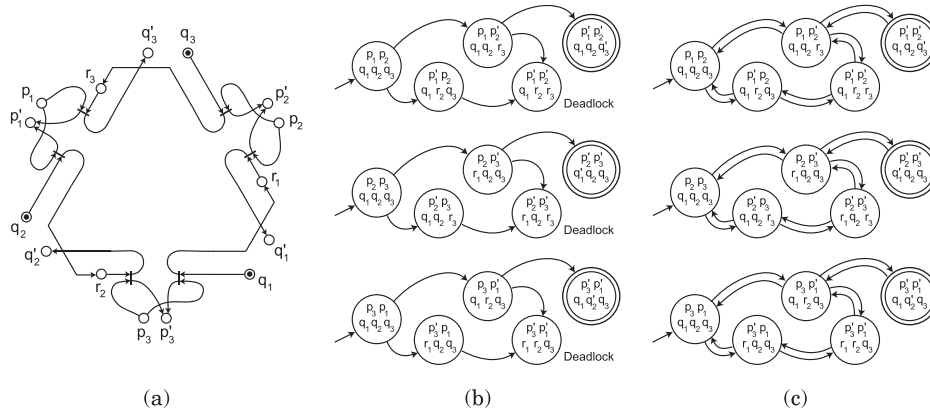 q'₃ q₃
r₃
p₁
p'₁
p'₂
p₂
r₁
q₂
q'₂
q'₁
r₂
q₁
p₃ p'₃
(a)
p₁ p₂
q₁ q₂ q₃
p₁ p'₂
q₁ q₂ r₃
p'₁ p'₂
q₁ q₂ q'₃
p'₁ p₂
q₁ r₂ q₃
p'₁ p'₂
q₁ r₂ r₃
Deadlock
p₂ p₃
q₁ q₂ q₃
p₂ p'₃
r₁ q₂ q₃
p'₂ p'₃
q'₁ q₂ q₃
p'₂ p₃
q₁ q₂ r₃
p'₂ p'₃
r₁ q₂ r₃
Deadlock
p₃ p₁
q₁ q₂ q₃
p₃ p'₁
q₁ r₂ q₃
p'₃ p'₁
q₁ q'₂ q₃
p'₃ p₁
r₁ q₂ q₃
p'₃ p'₁
r₁ r₂ q₃
Deadlock
(b)
p₁ p₂
q₁ q₂ q₃
p₁ p'₂
q₁ q₂ r₃
p'₁ p'₂
q₁ q₂ q'₃
p'₁ p₂
q₁ r₂ q₃
p'₁ p'₂
q₁ r₂ r₃
p₂ p₃
q₁ q₂ q₃
p₂ p'₃
r₁ q₂ q₃
p'₂ p'₃
q'₁ q₂ q₃
p'₂ p₃
q₁ q₂ r₃
p'₂ p'₃
r₁ q₂ r₃
p₃ p₁
q₁ q₂ q₃
p₃ p'₁
q₁ r₂ q₃
p'₃ p'₁
q₁ q'₂ q₃
p'₃ p₁
r₁ q₂ q₃
p'₃ p'₁
r₁ r₂ q₃
(c)